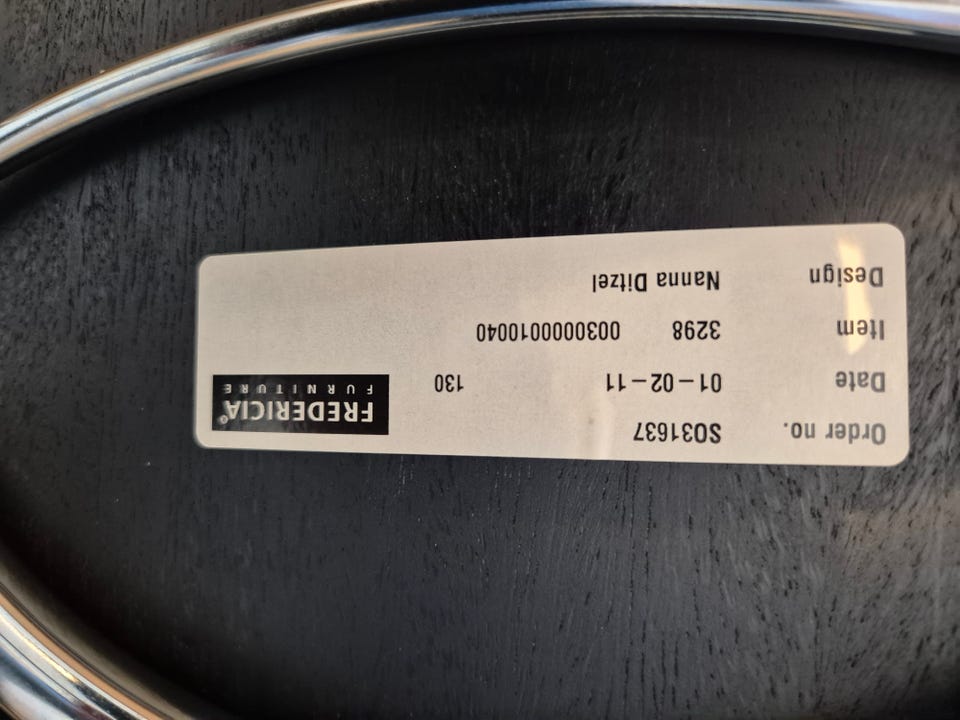 Order no. SO31637
Date 01-02-11 130
Item 3298 003000010040
Design Nanna Ditzel
FREDERICIA®
FURNITURE